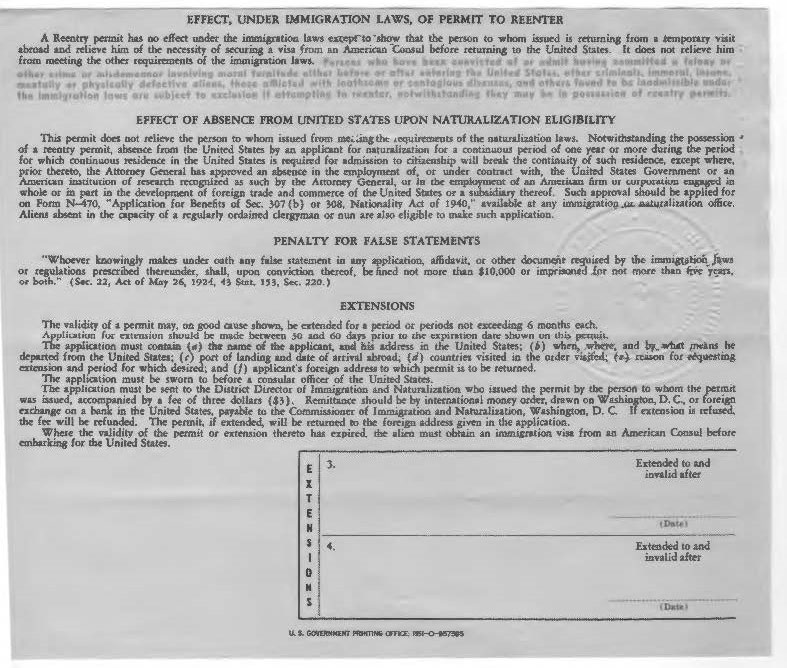 EFFECT, UNDER IMMIGRATION LAWS, OF PERMIT TO REENTER
A Reentry permit has no effect under the immigration laws except to show that the person to whom issued is returning from a temporary visit
abroad and relieve him of the necessity of securing a visa from an American Consul before returning to the United States. It does not relieve him
from meeting the other requirements of the immigration laws. Persons who have been convicted of or admit having committed a felony or
other crime or misdemeanor involving moral turpitude either before or after entering the United States, other criminals, immoral, insane,
mentally or physically defective aliens, those afflicted with loathsome or contagious diseases, and others found to be inadmissible under
the immigration laws are subject to exclusion if attempting to reenter, notwithstanding they may be in possession of reentry permits.
EFFECT OF ABSENCE FROM UNITED STATES UPON NATURALIZATION ELIGIBILITY
This permit does not relieve the person to whom issued from meeting the requirements of the naturalization laws. Notwithstanding the possession
of a reentry permit, absence from the United States by an applicant for naturalization for a continuous period of one year or more during the period
for which continuous residence in the United States is required for admission to citizenship will break the continuity of such residence, except where,
prior thereto, the Attorney General has approved an absence in the employment of, or under contract with, the United States Government or an
American institution of research recognized as such by the Attorney General, or in the employment of an American firm or corporation engaged in
whole or in part in the development of foreign trade and commerce of the United States or a subsidiary thereof. Such approval should be applied for
on Form N-470, "Application for Benefits of Sec. 307 (b) or 308, Nationality Act of 1940," available at any immigration or naturalization office.
Aliens absent in the capacity of a regularly ordained clergyman or nun are also eligible to make such application.
PENALTY FOR FALSE STATEMENTS
"Whoever knowingly makes under oath any false statement in any application, affidavit, or other document required by the immigration laws
or regulations prescribed thereunder, shall, upon conviction thereof, be fined not more than $10,000 or imprisoned for not more than five years,
or both." (Sec. 22, Act of May 26, 1924, 43 Stat. 153, Sec. 220.)
EXTENSIONS
The validity of a permit may, on good cause shown, be extended for a period or periods not exceeding 6 months each.
Application for extension should be made between 30 and 60 days prior to the expiration date shown on this permit.
The application must contain (a) the name of the applicant, and his address in the United States; (b) when, where, and by what means he
departed from the United States; (c) port of landing and date of arrival abroad; (d) countries visited in the order visited; (e) reason for requesting
extension and period for which desired; and (f) applicant's foreign address to which permit is to be returned.
The application must be sworn to before a consular officer of the United States.
The application must be sent to the District Director of Immigration and Naturalization who issued the permit by the person to whom the permit
was issued, accompanied by a fee of three dollars ($3). Remittance should be by international money order, drawn on Washington, D. C., or foreign
exchange on a bank in the United States, payable to the Commissioner of Immigration and Naturalization, Washington, D. C. If extension is refused,
the fee will be refunded. The permit, if extended, will be returned to the foreign address given in the application.
Where the validity of the permit or extension thereto has expired, the alien must obtain an immigration visa from an American Consul before
embarking for the United States.
EXTENSIONS
3.
Extended to and
invalid after
(Date)
4.
Extended to and
invalid after
(Date)
U. S. GOVERNMENT PRINTING OFFICE: 1951—O-957385